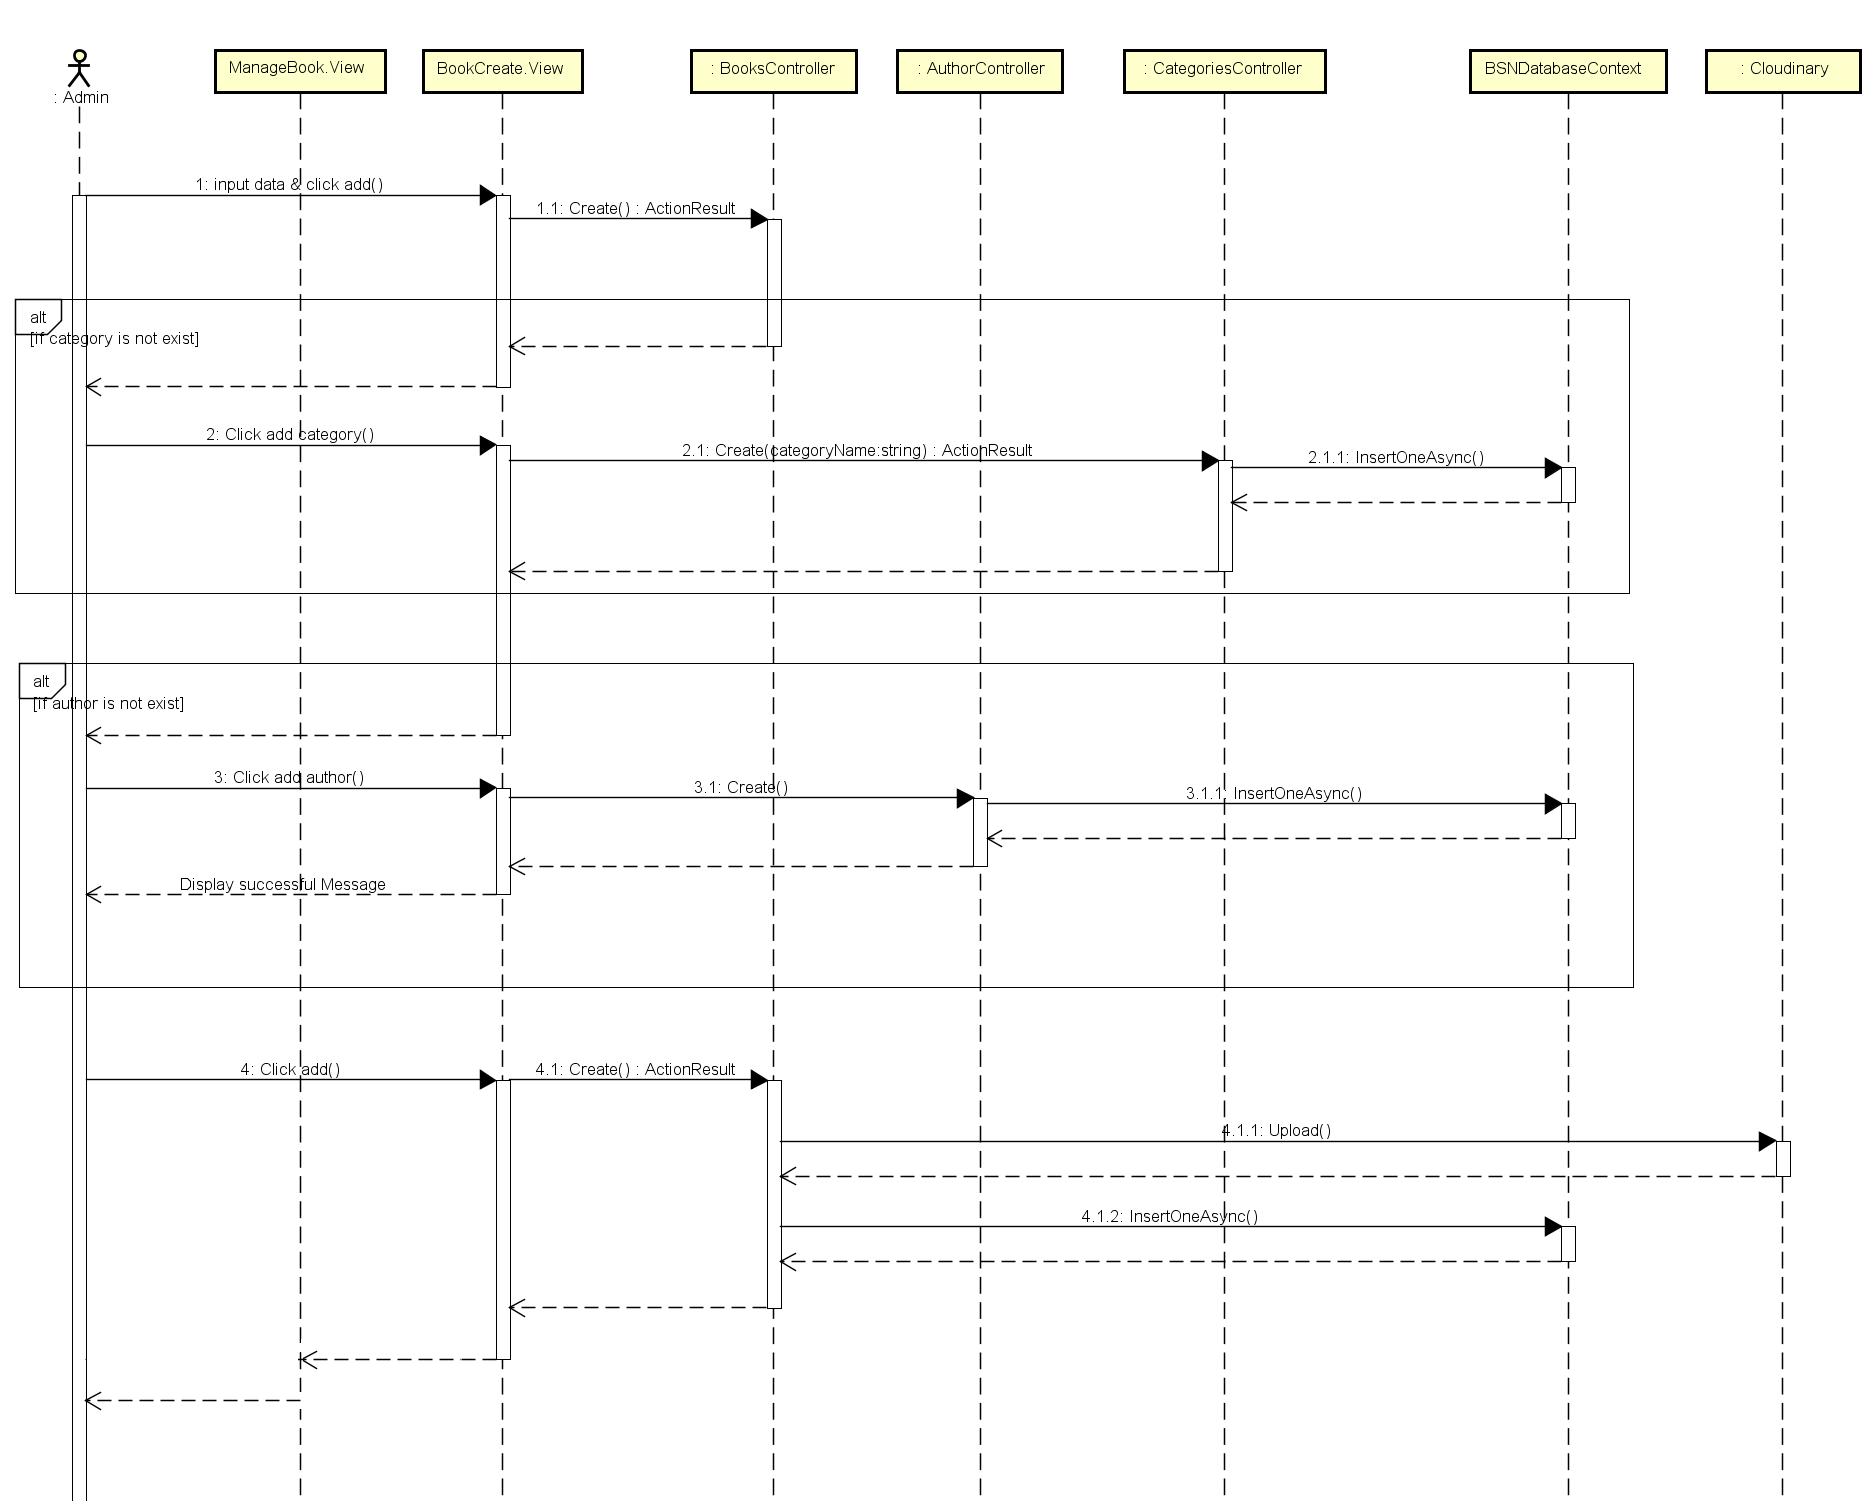 : Admin
ManageBook.View
BookCreate.View
: BooksController
: AuthorController
: CategoriesController
BSNDatabaseContext
: Cloudinary
1: input data & click add()
1.1: Create() : ActionResult
alt
[if category is not exist]
2: Click add category()
2.1: Create(categoryName:string) : ActionResult
2.1.1: InsertOneAsync()
alt
[if author is not exist]
3: Click add author()
3.1: Create()
3.1.1: InsertOneAsync()
Display successful Message
4: Click add()
4.1: Create() : ActionResult
4.1.1: Upload()
4.1.2: InsertOneAsync()